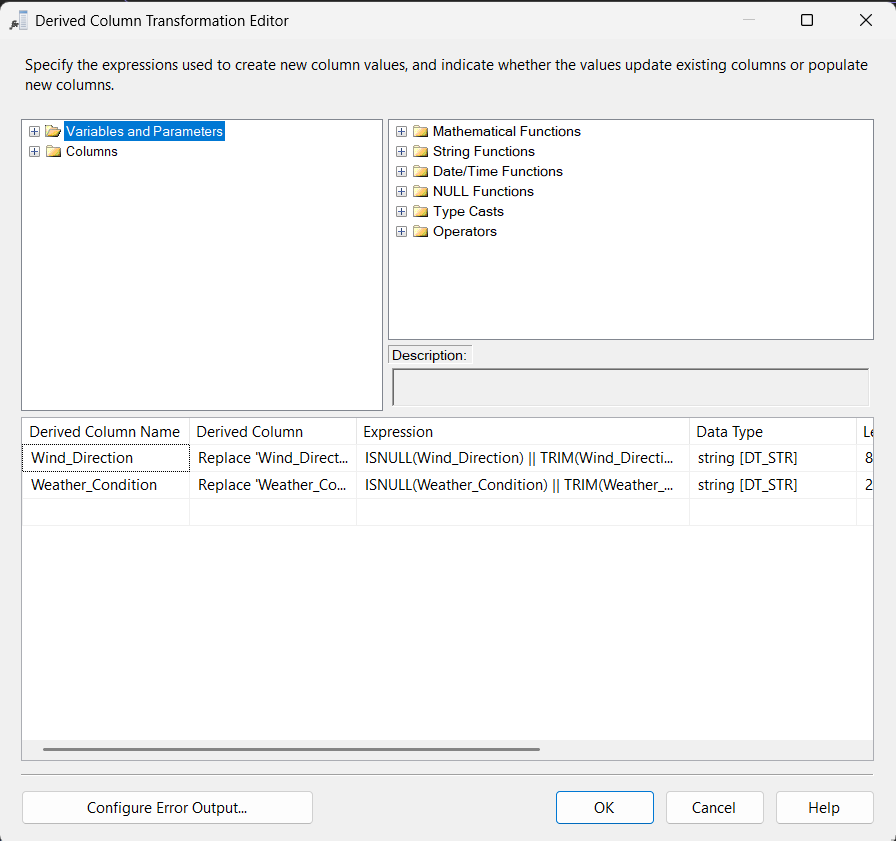 Derived Column Transformation Editor
Specify the expressions used to create new column values, and indicate whether the values update existing columns or populate
new columns.
Variables and Parameters
Columns
Mathematical Functions
String Functions
Date/Time Functions
NULL Functions
Type Casts
Operators
Description:
Derived Column Name Derived Column Expression Data Type Le
Wind_Direction Replace 'Wind_Direct... ISNULL(Wind_Direction) || TRIM(Wind_Directi... string [DT_STR] 8
Weather_Condition Replace 'Weather_Co... ISNULL(Weather_Condition) || TRIM(Weather_... string [DT_STR] 2
Configure Error Output... OK Cancel Help